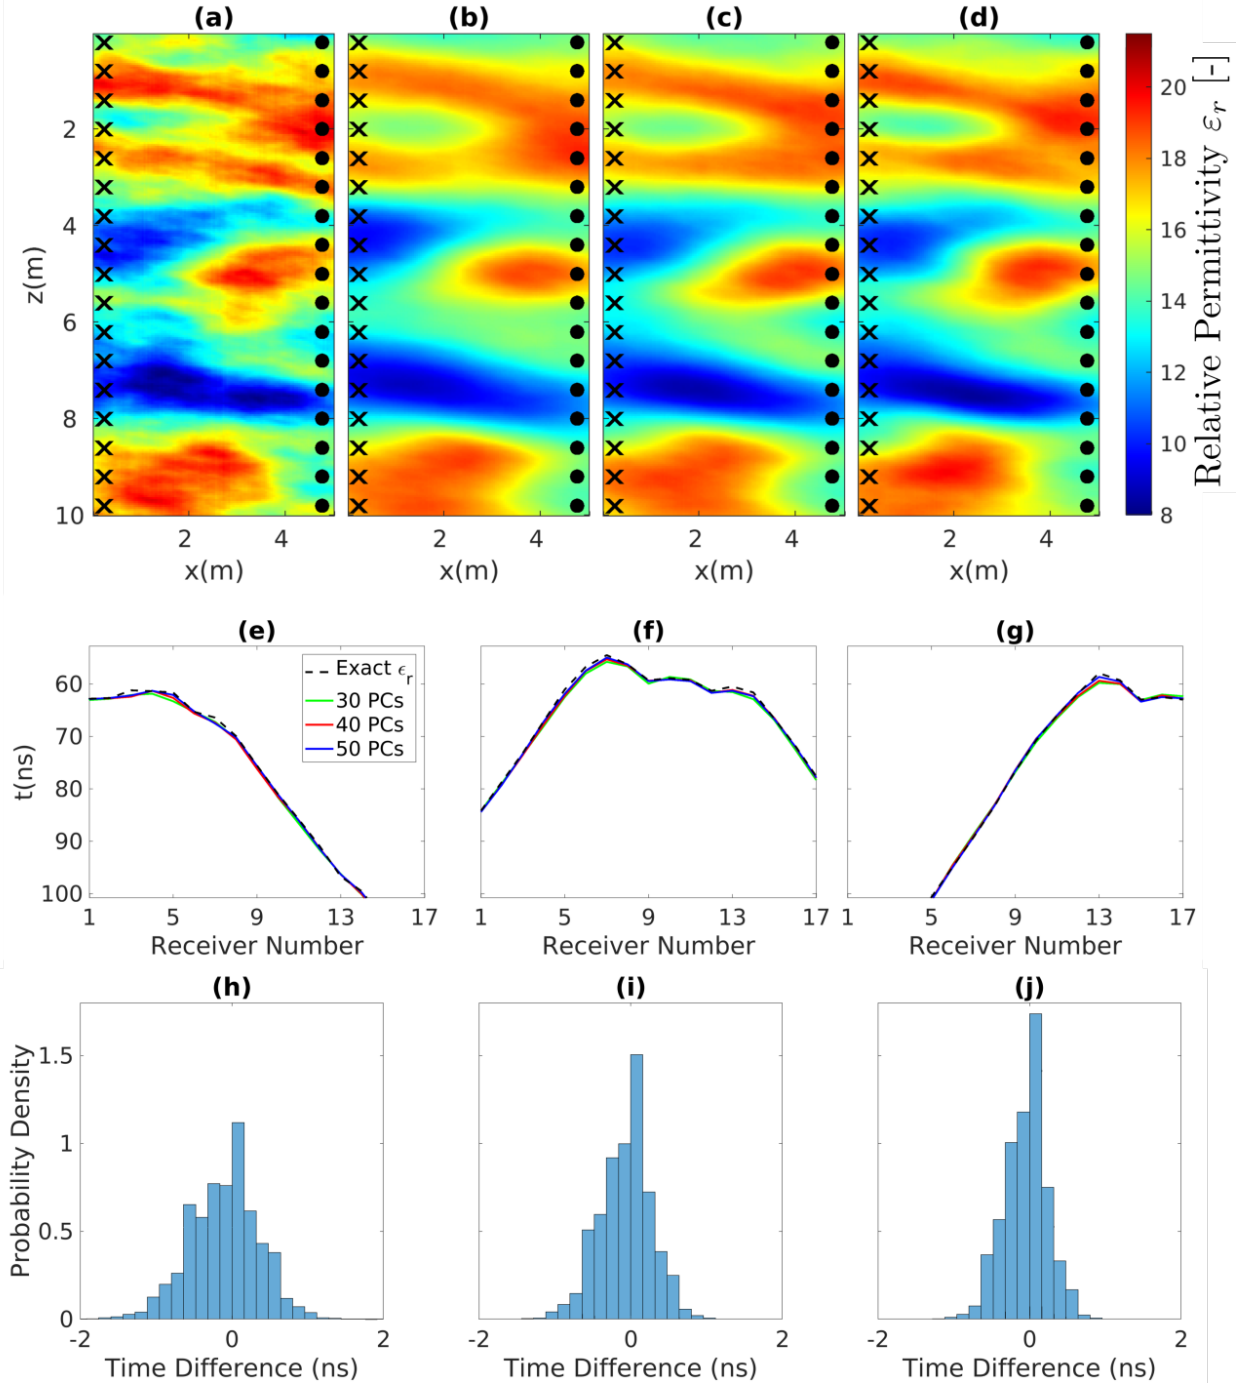 (a) (b) (c) (d)
2
4
6
8
10
z(m)
2 4
x(m)
2 4
x(m)
2 4
x(m)
2 4
x(m)
20
18
16
14
12
10
8
Relative Permittivity εr [-]
(e) (f) (g)
60
70
80
90
100
t(ns)
Exact ϵr
30 PCs
40 PCs
50 PCs
1 5 9 13 17
Receiver Number
1 5 9 13 17
Receiver Number
1 5 9 13 17
Receiver Number
(h) (i) (j)
1.5
1
0.5
0
Probability Density
-2 0 2
Time Difference (ns)
-2 0 2
Time Difference (ns)
-2 0 2
Time Difference (ns)